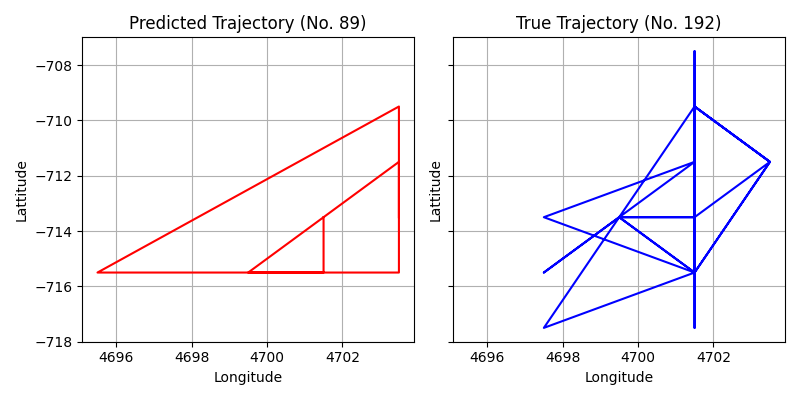 Predicted Trajectory (No. 89)
True Trajectory (No. 192)
−708
−710
−712
−714
−716
−718
Lattitude
Lattitude
4696 4698 4700 4702
4696 4698 4700 4702
Longitude
Longitude